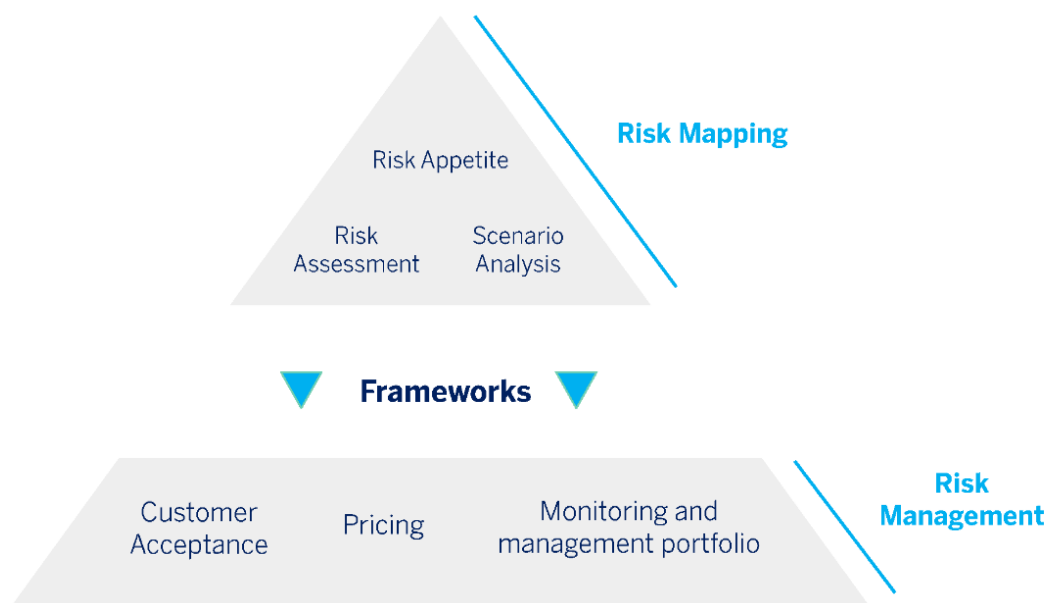 Risk Mapping
Risk Appetite
Risk
Assessment
Scenario
Analysis
Frameworks
Customer
Acceptance
Pricing
Monitoring and
management portfolio
Risk
Management